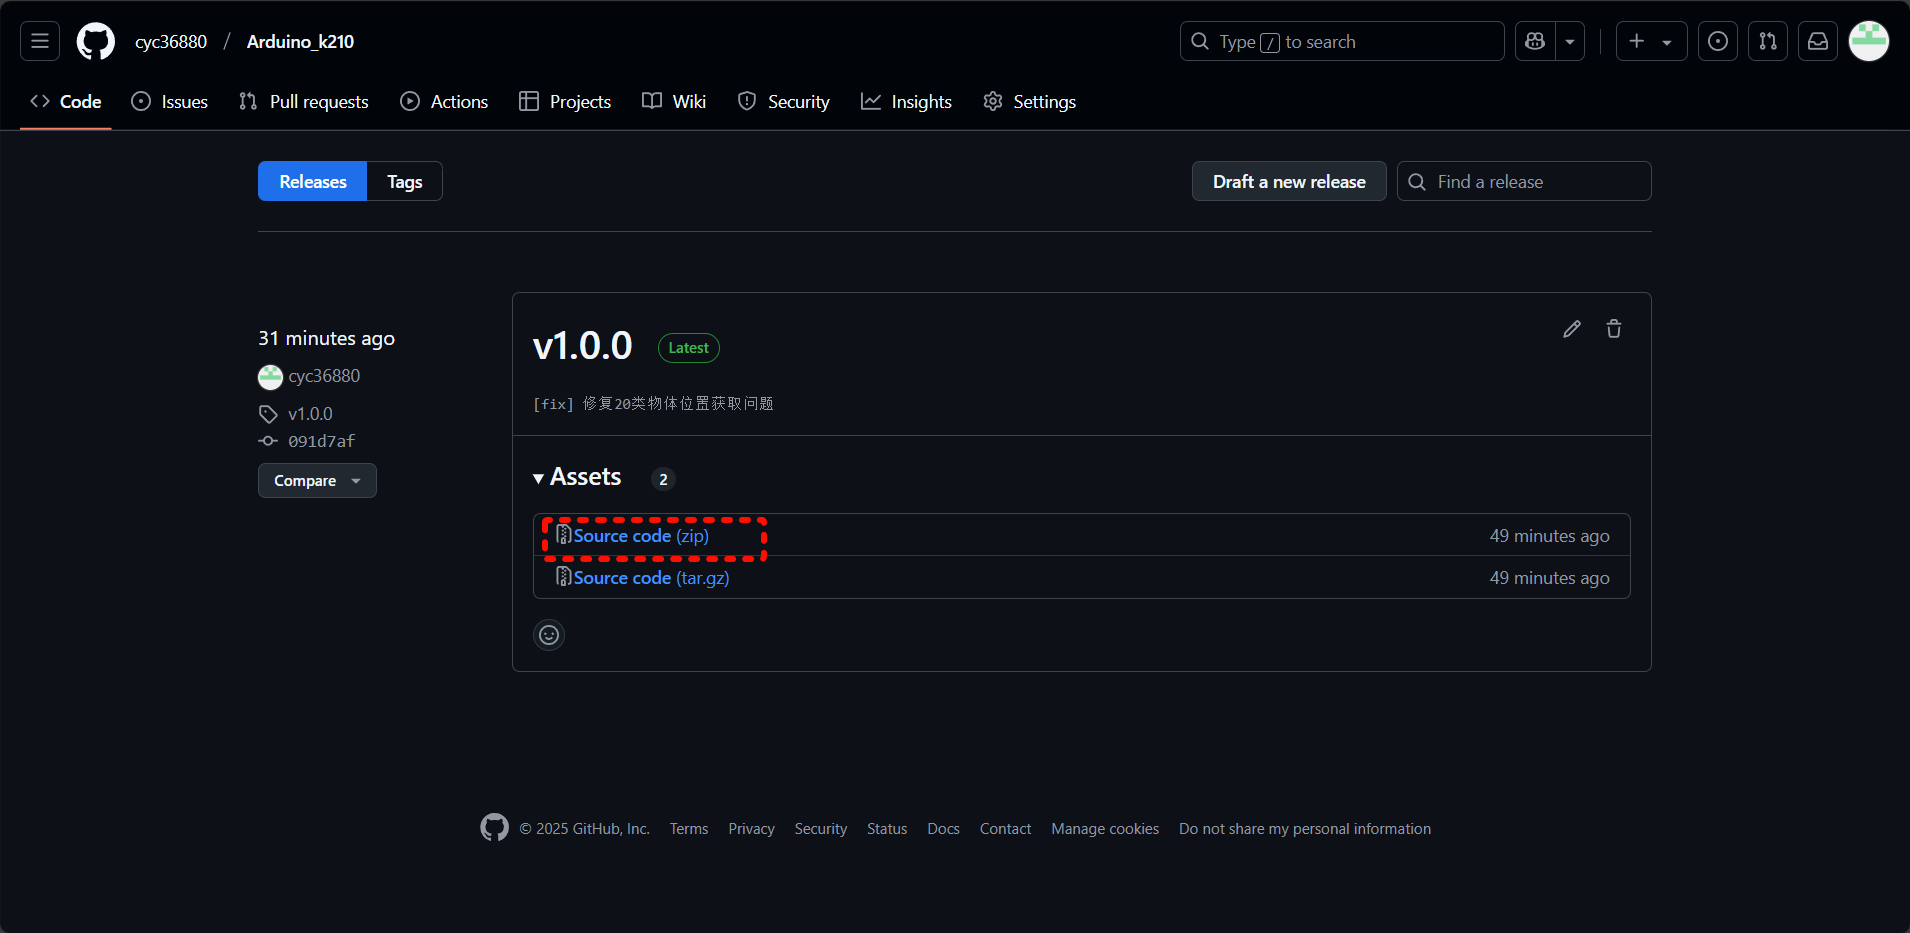 cyc36880 / Arduino_k210
Type / to search
Code Issues Pull requests Actions Projects Wiki Security Insights Settings
Releases Tags
Draft a new release
Find a release
31 minutes ago
cyc36880
v1.0.0
091d7af
Compare
v1.0.0 Latest
[fix] 修复20类物体位置获取问题
Assets 2
Source code (zip) 49 minutes ago
Source code (tar.gz) 49 minutes ago
© 2025 GitHub, Inc. Terms Privacy Security Status Docs Contact Manage cookies Do not share my personal information